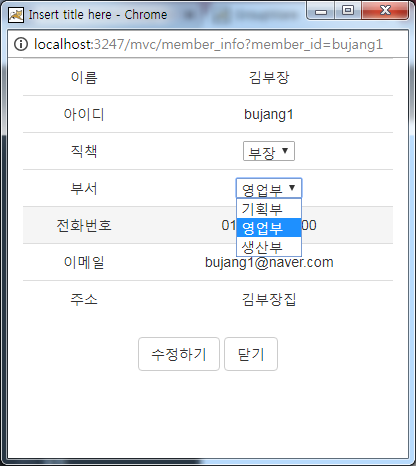 Insert title here - Chrome
localhost:3247/mvc/member_info?member_id=bujang1
이름 김부장
아이디 bujang1
직책 부장
부서 영업부
기획부
전화번호 01 영업부 00
생산부
이메일 bujang1@naver.com
주소 김부장집
수정하기 닫기